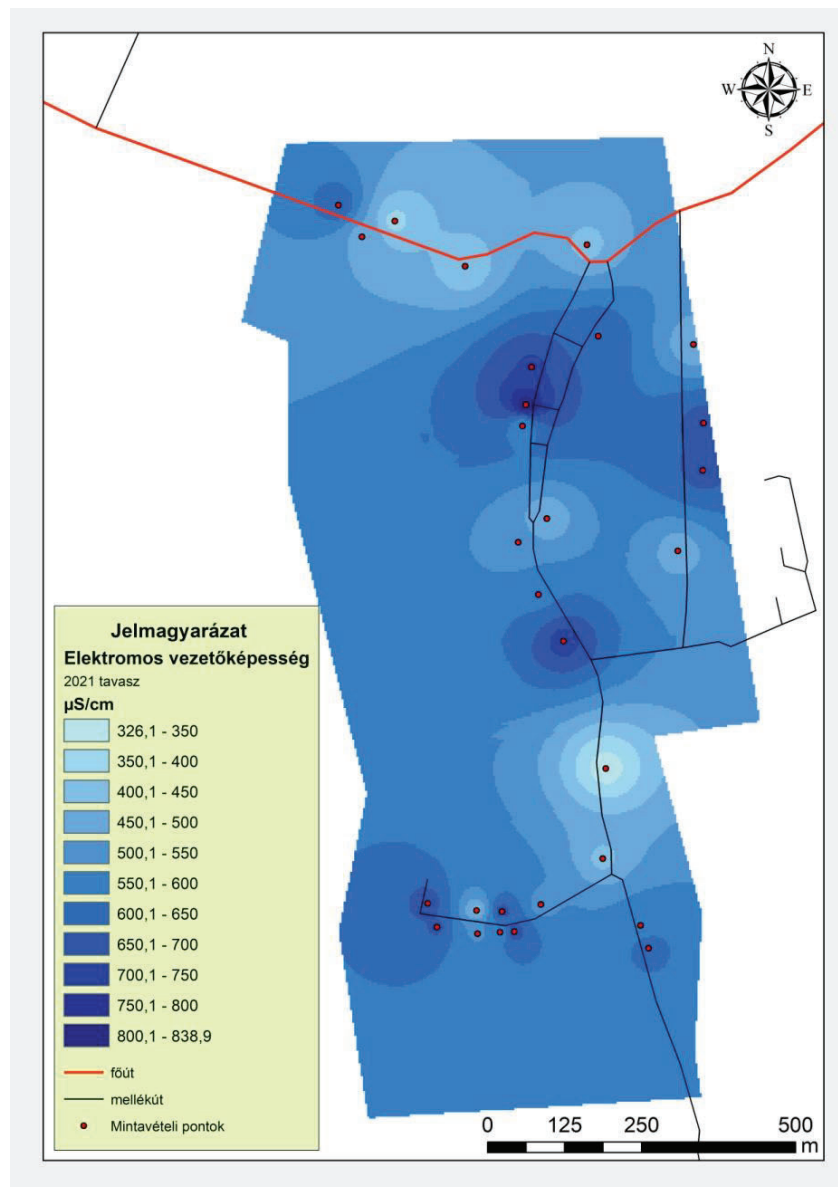 N
W E
S
Jelmagyarázat
Elektromos vezetőképesség
2021 tavasz
µS/cm
326,1 - 350
350,1 - 400
400,1 - 450
450,1 - 500
500,1 - 550
550,1 - 600
600,1 - 650
650,1 - 700
700,1 - 750
750,1 - 800
800,1 - 838,9
főút
mellékút
Mintavételi pontok
0 125 250 500
m